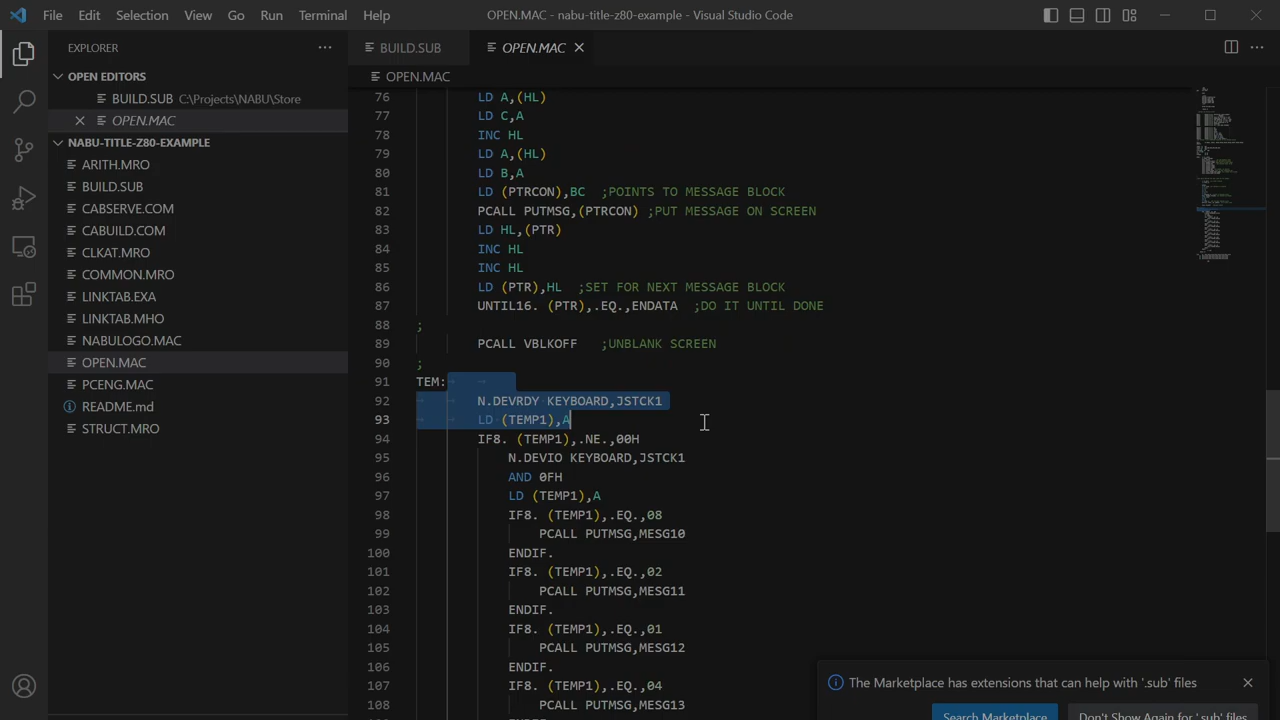 File Edit Selection View Go Run Terminal Help OPEN.MAC - nabu-title-z80-example - Visual Studio Code
EXPLORER
OPEN EDITORS
BUILD.SUB C:\Projects\NABU\Store
OPEN.MAC
NABU-TITLE-Z80-EXAMPLE
ARITH.MRO
BUILD.SUB
CABSERVE.COM
CABUILD.COM
CLKAT.MRO
COMMON.MRO
LINKTAB.EXA
LINKTAB.MHO
NABULOGO.MAC
OPEN.MAC
PCENG.MAC
README.md
STRUCT.MRO
BUILD.SUB OPEN.MAC
OPEN.MAC
76 LD A,(HL)
77 LD C,A
78 INC HL
79 LD A,(HL)
80 LD B,A
81 LD (PTRCON),BC ;POINTS TO MESSAGE BLOCK
82 PCALL PUTMSG,(PTRCON) ;PUT MESSAGE ON SCREEN
83 LD HL,(PTR)
84 INC HL
85 INC HL
86 LD (PTR),HL ;SET FOR NEXT MESSAGE BLOCK
87 UNTIL16. (PTR),.EQ.,ENDATA ;DO IT UNTIL DONE
88 ;
89 PCALL VBLKOFF ;UNBLANK SCREEN
90 ;
91 TEM:
92 N.DEVRDY KEYBOARD,JSTCK1
93 LD (TEMP1),A
94 IF8. (TEMP1),.NE.,00H
95 N.DEVIO KEYBOARD,JSTCK1
96 AND 0FH
97 LD (TEMP1),A
98 IF8. (TEMP1),.EQ.,08
99 PCALL PUTMSG,MESG10
100 ENDIF.
101 IF8. (TEMP1),.EQ.,02
102 PCALL PUTMSG,MESG11
103 ENDIF.
104 IF8. (TEMP1),.EQ.,01
105 PCALL PUTMSG,MESG12
106 ENDIF.
107 IF8. (TEMP1),.EQ.,04
108 PCALL PUTMSG,MESG13
The Marketplace has extensions that can help with '.sub' files
Search Marketplace Don't Show Again for '.sub' files